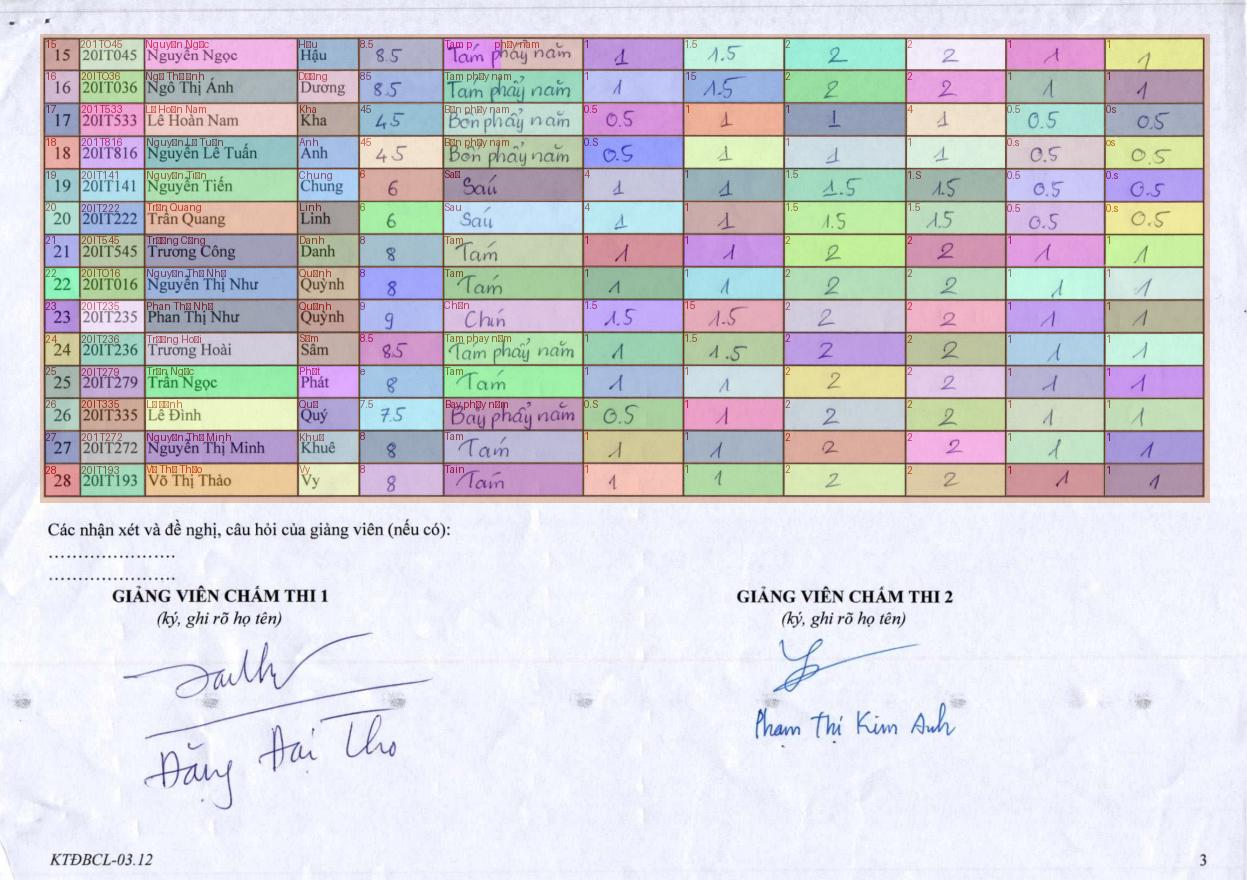 15 20IT045 Nguyễn Ngọc Hậu 8.5 Tám phẩy năm 1 1.5 2 2 1 1
16 20IT036 Ngô Thị Ánh Dương 8.5 Tam phẩy năm 1 1.5 2 2 1 1
17 20IT533 Lê Hoàn Nam Kha 4.5 Bốn phẩy năm 0.5 1 1 1 0.5 0.5
18 20IT816 Nguyễn Lê Tuấn Anh 4.5 Bốn phẩy năm 0.5 1 1 1 0.5 0.5
19 20IT141 Nguyễn Tiến Chung 6 Sáu 1 1 1.5 1.5 0.5 0.5
20 20IT222 Trần Quang Linh 6 Sáu 1 1 1.5 1.5 0.5 0.5
21 20IT545 Trương Công Danh 8 Tám 1 1 2 2 1 1
22 20IT016 Nguyễn Thị Như Quỳnh 8 Tám 1 1 2 2 1 1
23 20IT235 Phan Thị Như Quỳnh 9 Chín 1.5 1.5 2 2 1 1
24 20IT236 Trương Hoài Sâm 8.5 Tam phẩy năm 1 1.5 2 2 1 1
25 20IT279 Trần Ngọc Phát 8 Tám 1 1 2 2 1 1
26 20IT335 Lê Đình Quý 7.5 Bảy phẩy năm 0.5 1 2 2 1 1
27 20IT272 Nguyễn Thị Minh Khuê 8 Tám 1 1 2 2 1 1
28 20IT193 Võ Thị Thảo Vy 8 Tám 1 1 2 2 1 1
Các nhận xét và đề nghị, câu hỏi của giảng viên (nếu có):
........................
........................
GIẢNG VIÊN CHẤM THI 1 GIẢNG VIÊN CHẤM THI 2
(ký, ghi rõ họ tên) (ký, ghi rõ họ tên)
Đặng Đại Thọ Phạm Thị Kim Anh
KTĐBCL-03.12 3